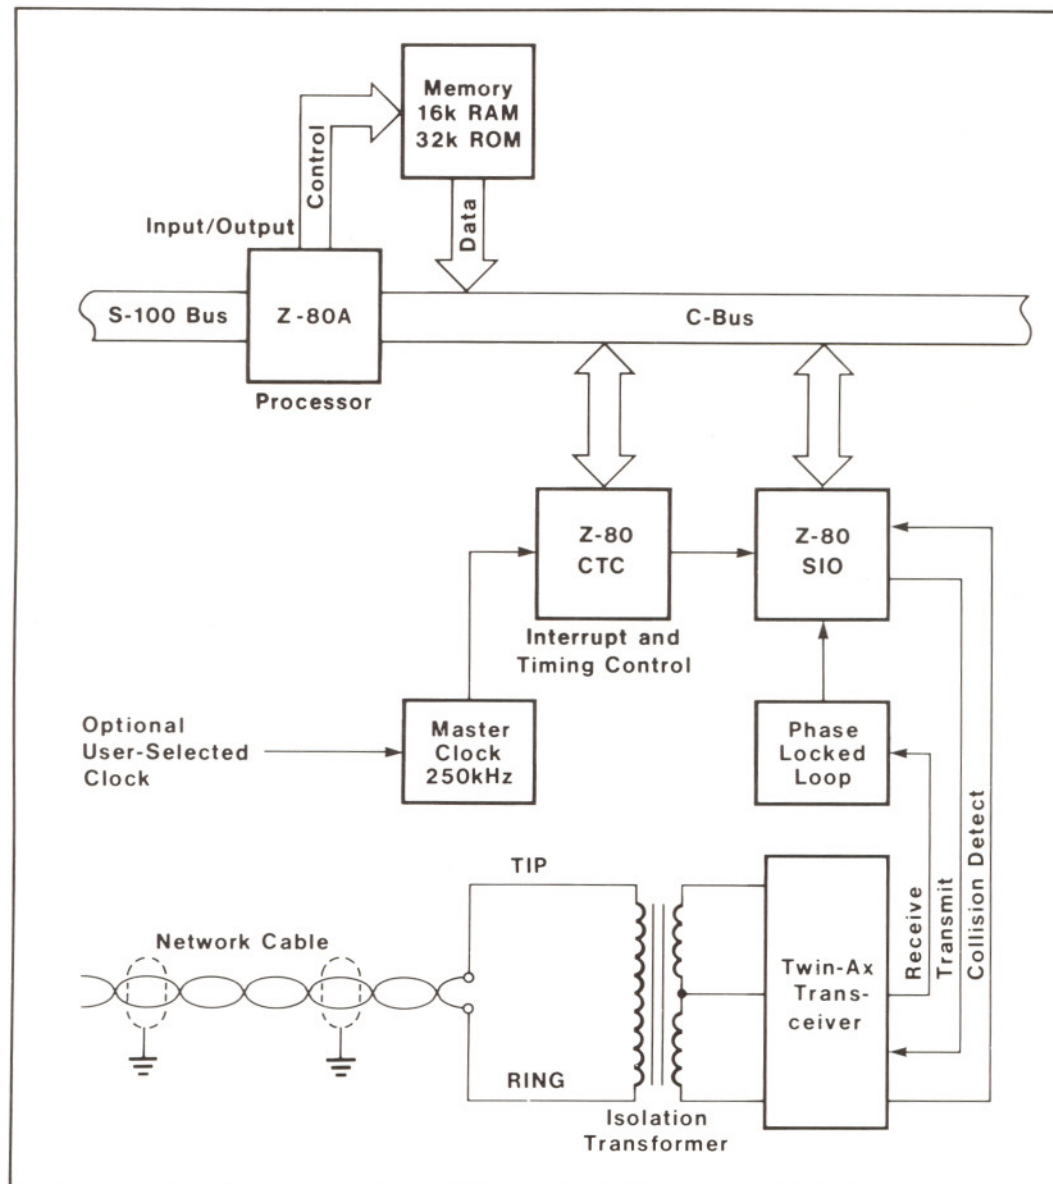 Memory
16k RAM
32k ROM
Control
Input/Output
Data
S-100 Bus
Z-80A
C-Bus
Processor
Z-80
CTC
Z-80
SIO
Interrupt and
Timing Control
Optional
User-Selected
Clock
Master
Clock
250kHz
Phase
Locked
Loop
Receive
Transmit
Collision Detect
TIP
Network Cable
Twin-Ax
Trans-
ceiver
RING
Isolation
Transformer